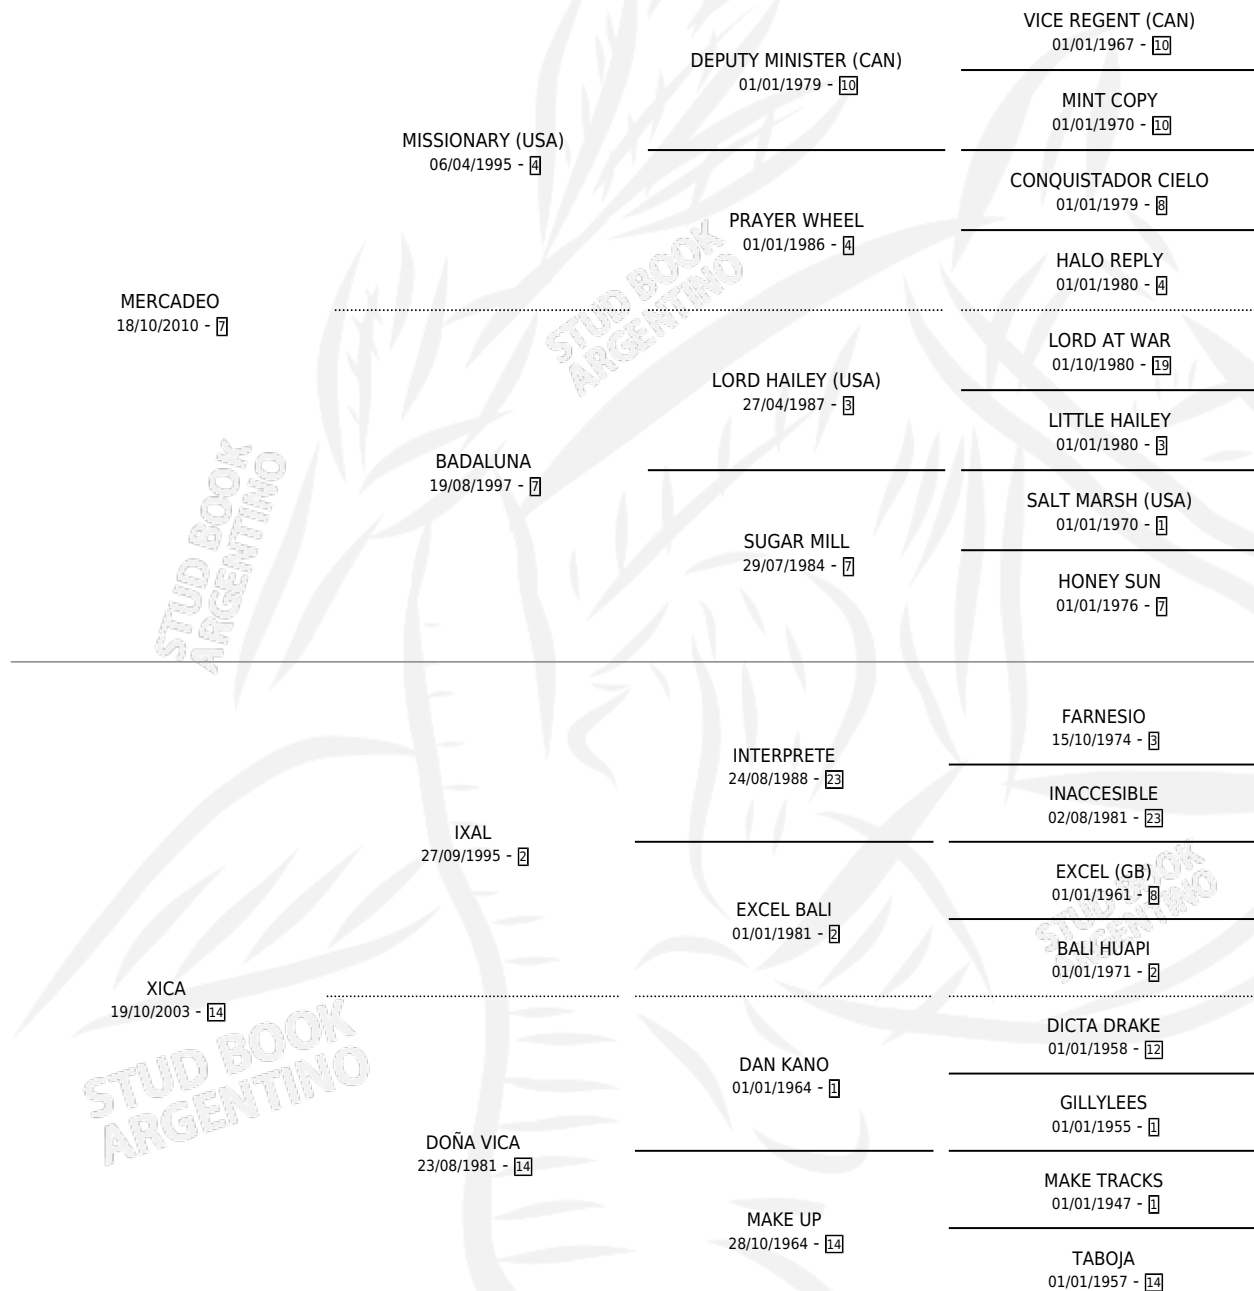 VICE REGENT (CAN)
01/01/1967 - 10
DEPUTY MINISTER (CAN)
01/01/1979 - 10
MINT COPY
01/01/1970 - 10
MISSIONARY (USA)
06/04/1995 - 4
CONQUISTADOR CIELO
01/01/1979 - 8
PRAYER WHEEL
01/01/1986 - 4
HALO REPLY
01/01/1980 - 4
MERCADEO
18/10/2010 - 7
LORD AT WAR
01/10/1980 - 19
LORD HAILEY (USA)
27/04/1987 - 3
LITTLE HAILEY
01/01/1980 - 3
BADALUNA
19/08/1997 - 7
SALT MARSH (USA)
01/01/1970 - 1
SUGAR MILL
29/07/1984 - 7
HONEY SUN
01/01/1976 - 7
FARNESIO
15/10/1974 - 3
INTERPRETE
24/08/1988 - 23
INACCESIBLE
02/08/1981 - 23
IXAL
27/09/1995 - 2
EXCEL (GB)
01/01/1961 - 8
EXCEL BALI
01/01/1981 - 2
BALI HUAPI
01/01/1971 - 2
XICA
19/10/2003 - 14
DICTA DRAKE
01/01/1958 - 12
DAN KANO
01/01/1964 - 1
GILLYLEES
01/01/1955 - 1
DOÑA VICA
23/08/1981 - 14
MAKE TRACKS
01/01/1947 - 1
MAKE UP
28/10/1964 - 14
TABOJA
01/01/1957 - 14
STUD BOOK
ARGENTINO
STUD BOOK
ARGENTINO
STUD BOOK
ARGENTINO
STUD BOOK
ARGENTINO